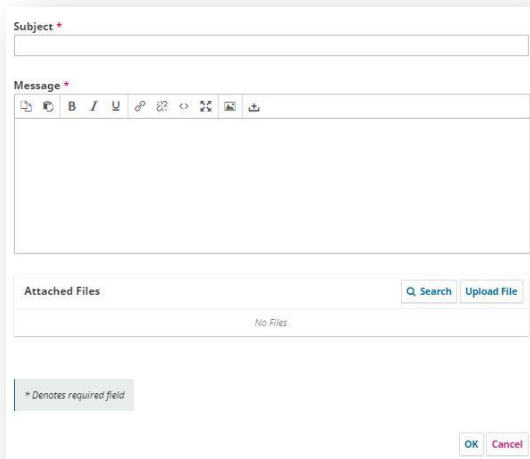 Subject *
Message *
B I U
Attached Files Search Upload File
No Files
* Denotes required field
OK Cancel